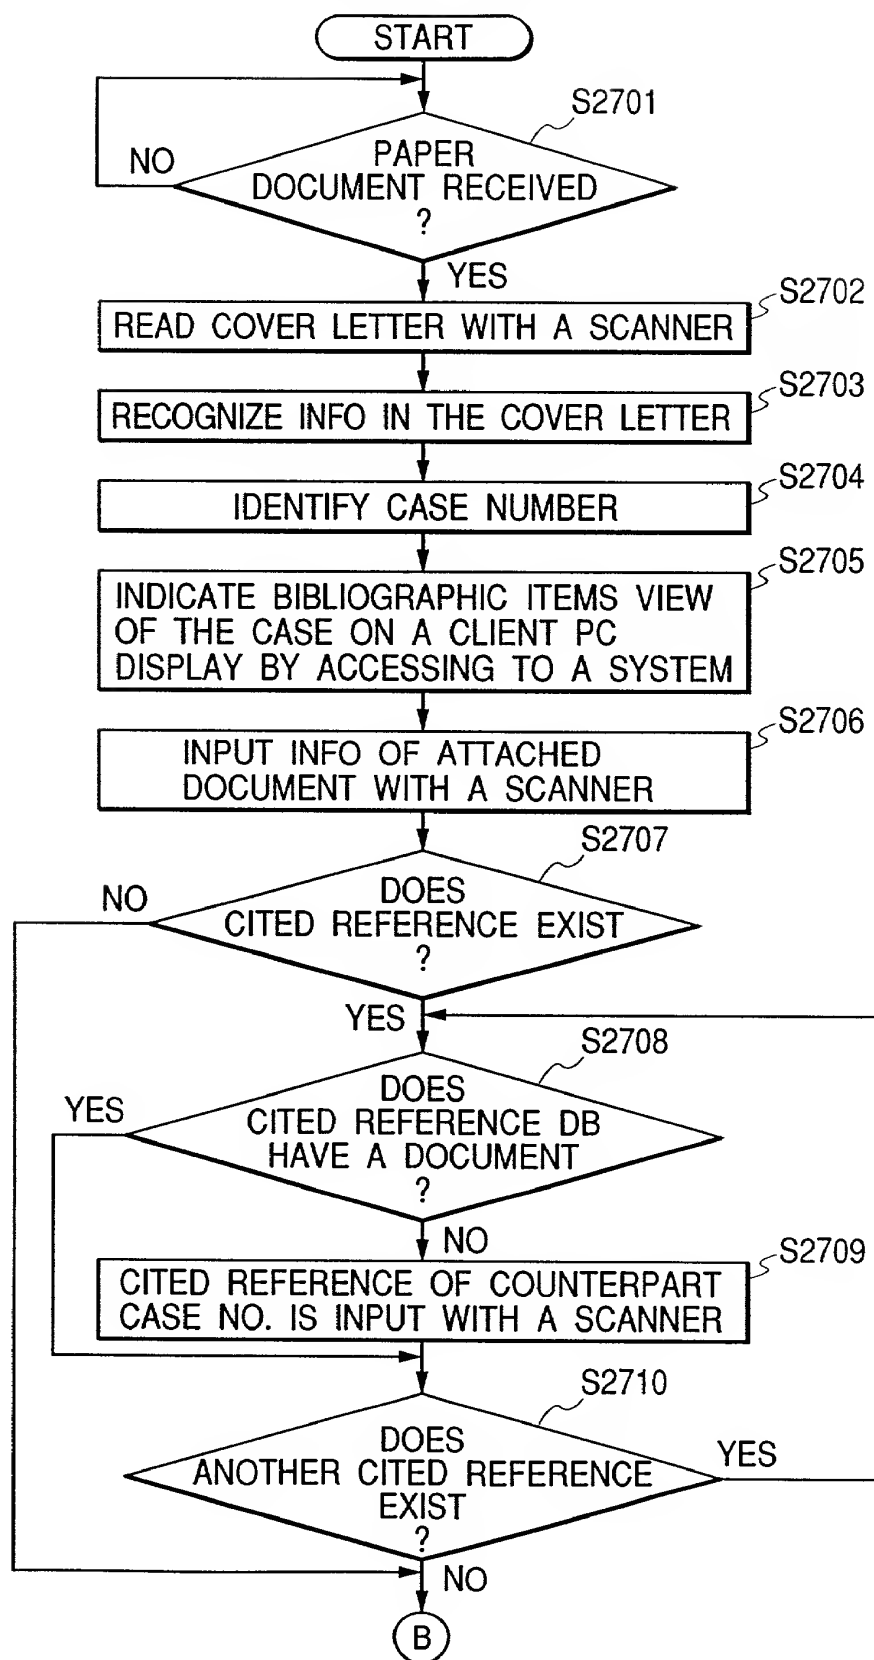 START
S2701
NO
PAPER
DOCUMENT RECEIVED
?
YES
S2702
READ COVER LETTER WITH A SCANNER
S2703
RECOGNIZE INFO IN THE COVER LETTER
S2704
IDENTIFY CASE NUMBER
S2705
INDICATE BIBLIOGRAPHIC ITEMS VIEW
OF THE CASE ON A CLIENT PC
DISPLAY BY ACCESSING TO A SYSTEM
S2706
INPUT INFO OF ATTACHED
DOCUMENT WITH A SCANNER
S2707
NO
DOES
CITED REFERENCE EXIST
?
YES
S2708
YES
DOES
CITED REFERENCE DB
HAVE A DOCUMENT
?
NO
S2709
CITED REFERENCE OF COUNTERPART
CASE NO. IS INPUT WITH A SCANNER
S2710
DOES
ANOTHER CITED REFERENCE
EXIST
?
YES
NO
B